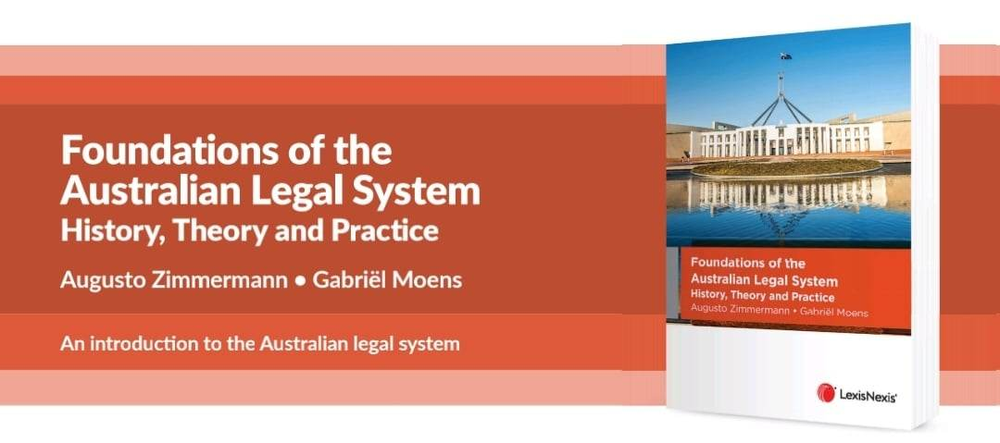 Foundations of the
Australian Legal System
History, Theory and Practice
Augusto Zimmermann • Gabriël Moens
An introduction to the Australian legal system
Foundations of the
Australian Legal System
History, Theory and Practice
Augusto Zimmermann • Gabriël Moens
LexisNexis®